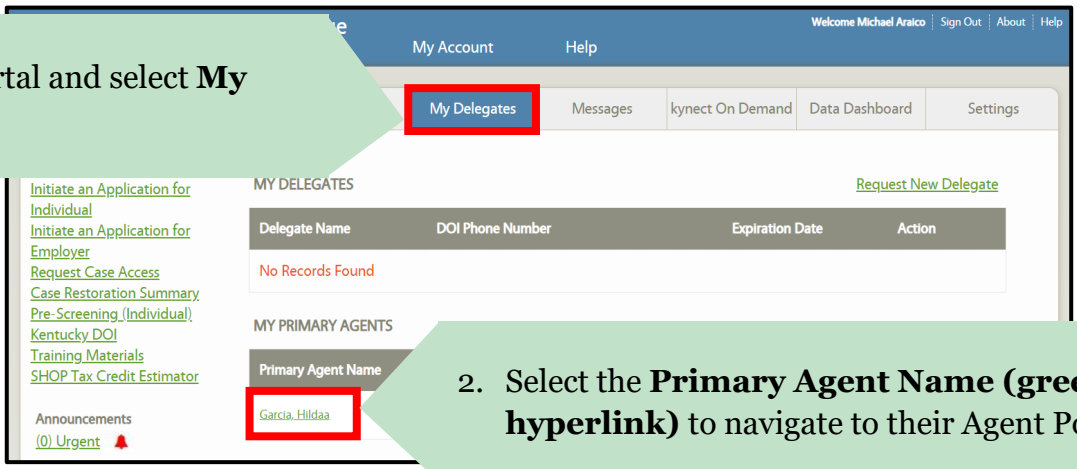 Welcome Michael Araico Sign Out About Help
My Account Help
and select My
My Delegates Messages kynect On Demand Data Dashboard Settings
Initiate an Application for
Individual
Initiate an Application for
Employer
Request Case Access
Case Restoration Summary
Pre-Screening (Individual)
Kentucky DOI
Training Materials
SHOP Tax Credit Estimator
Announcements
(0) Urgent
MY DELEGATES Request New Delegate
Delegate Name DOI Phone Number Expiration Date Action
No Records Found
MY PRIMARY AGENTS
Primary Agent Name
Garcia, Hildaa
2. Select the Primary Agent Name
hyperlink) to navigate to their Agent